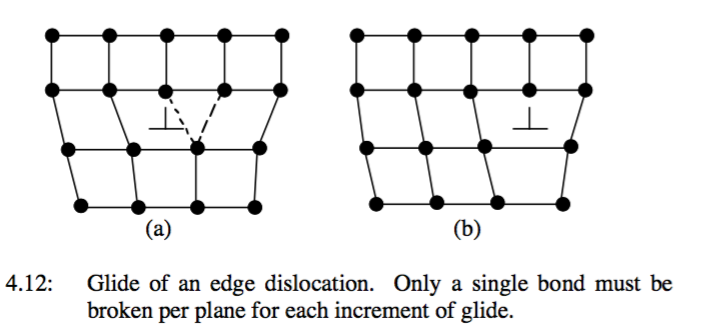 (a)
(b)
4.12: Glide of an edge dislocation. Only a single bond must be
broken per plane for each increment of glide.